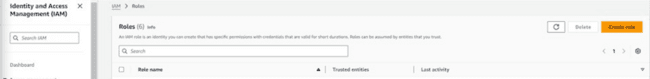 Identity and Access
Management (IAM)
Search IAM
Dashboard
IAM > Roles
Roles (6) Info
An IAM role is an identity you can create that has specific permissions with credentials that are valid for short durations. Roles can be assumed by entities that you trust.
Delete
Create role
Search
1
Role name
Trusted entities
Last activity